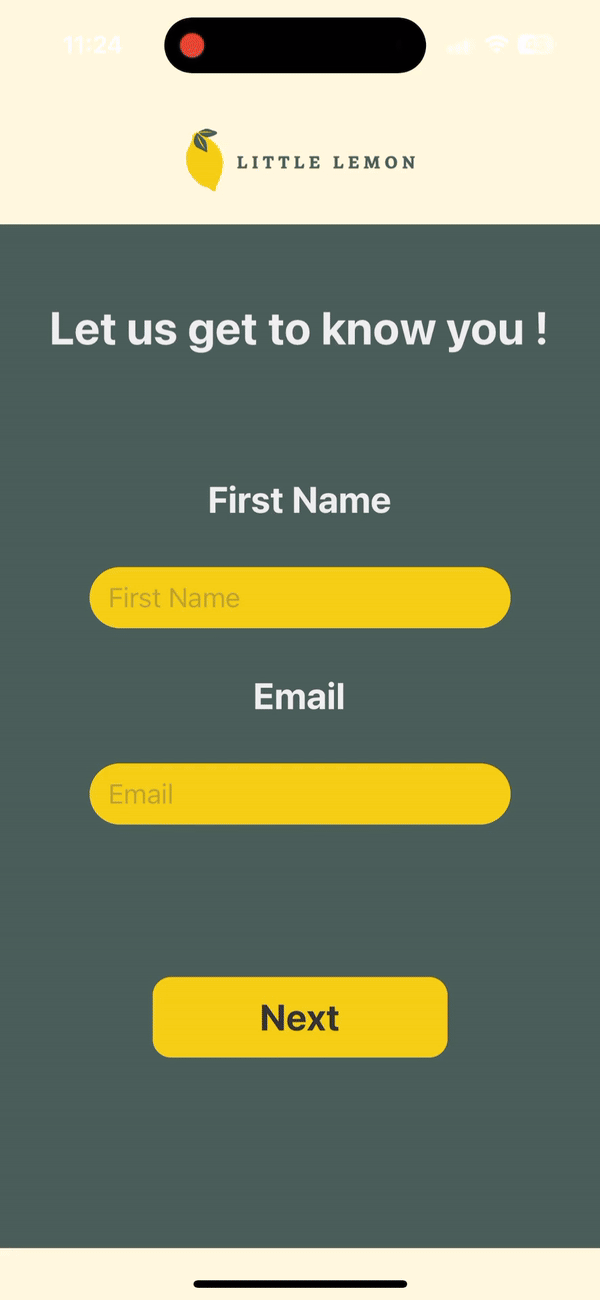 11:24
LITTLE LEMON
Let us get to know you !
First Name
First Name
Email
Email
Next